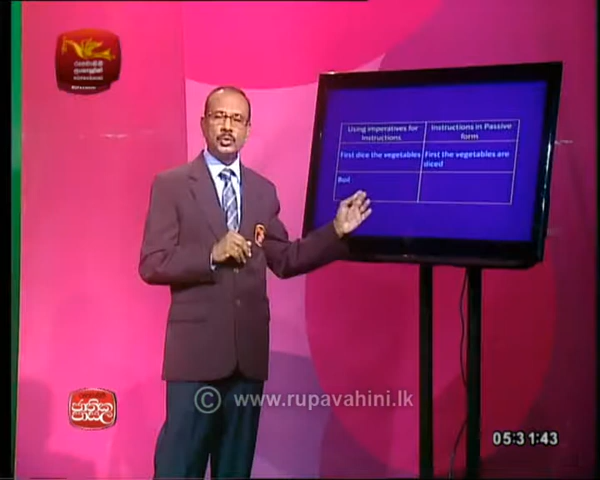 Using imperatives for
instructions
Instructions in Passive
form
First dice the vegetables
First the vegetables are
diced
Boil
© www.rupavahini.lk
05:31:43